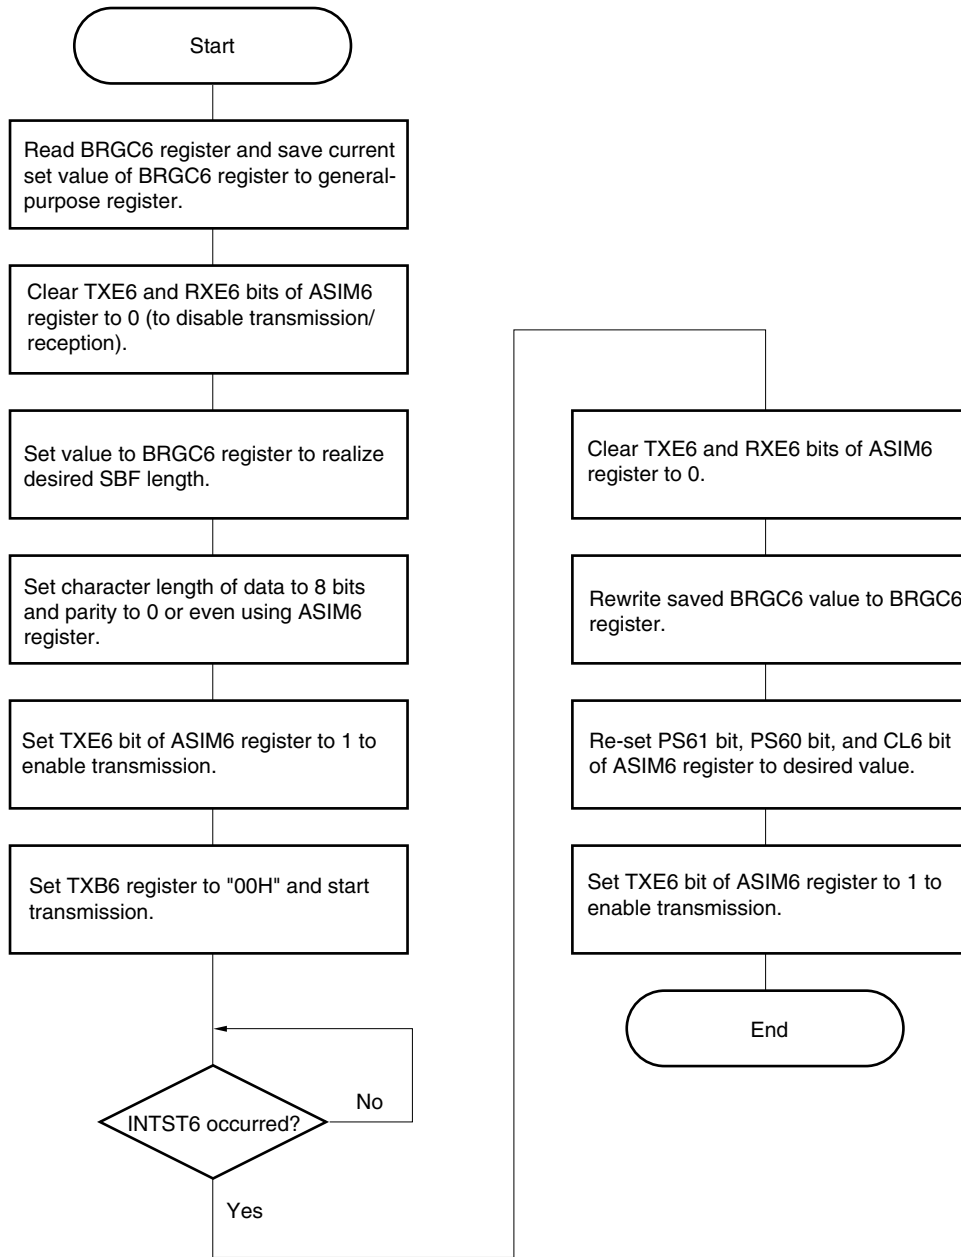 Start
Read BRGC6 register and save current
set value of BRGC6 register to general-
purpose register.
Clear TXE6 and RXE6 bits of ASIM6
register to 0 (to disable transmission/
reception).
Set value to BRGC6 register to realize
desired SBF length.
Set character length of data to 8 bits
and parity to 0 or even using ASIM6
register.
Set TXE6 bit of ASIM6 register to 1 to
enable transmission.
Set TXB6 register to "00H" and start
transmission.
INTST6 occurred?
No
Yes
Clear TXE6 and RXE6 bits of ASIM6
register to 0.
Rewrite saved BRGC6 value to BRGC6
register.
Re-set PS61 bit, PS60 bit, and CL6 bit
of ASIM6 register to desired value.
Set TXE6 bit of ASIM6 register to 1 to
enable transmission.
End